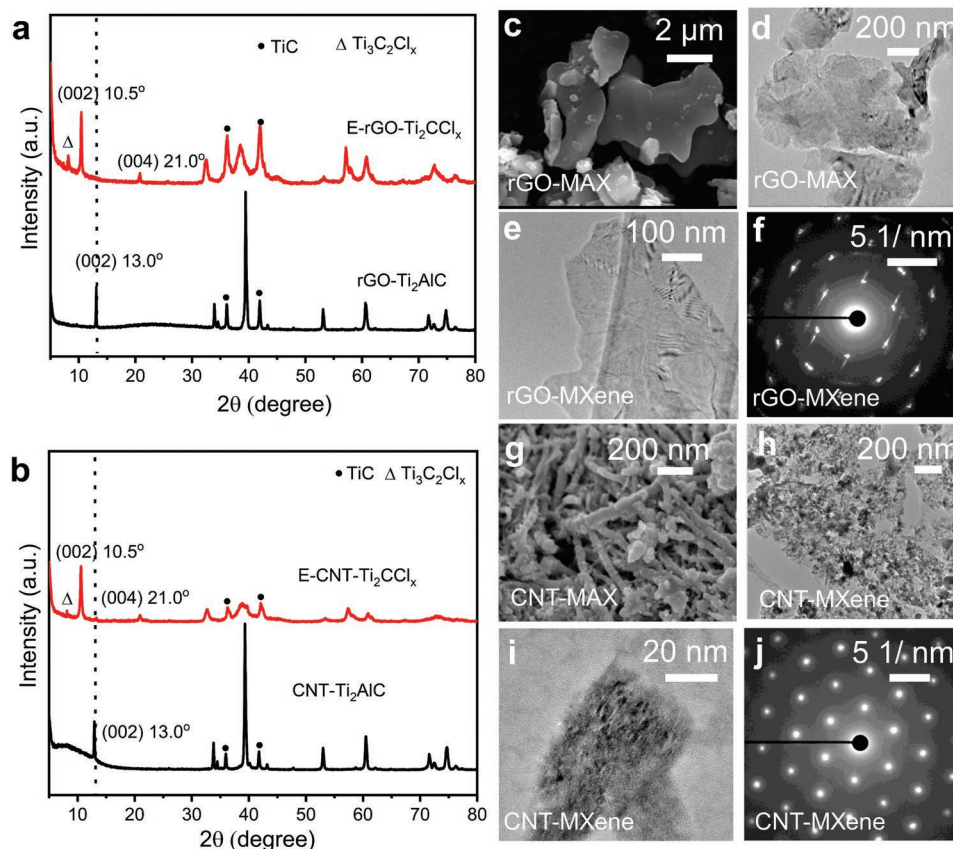 a
● TiC Δ Ti₃C₂Clₓ
(002) 10.5°
E-rGO-Ti₂CClₓ
Δ
(004) 21.0°
(002) 13.0°
rGO-Ti₂AlC
Intensity (a.u.)
10 20 30 40 50 60 70 80
2θ (degree)
b
● TiC Δ Ti₃C₂Clₓ
(002) 10.5°
E-CNT-Ti₂CClₓ
Δ
(004) 21.0°
CNT-Ti₂AlC
(002) 13.0°
Intensity (a.u.)
10 20 30 40 50 60 70 80
2θ (degree)
c
2 μm
rGO-MAX
d
200 nm
rGO-MAX
e
100 nm
rGO-MXene
f
5 1/ nm
rGO-MXene
g
200 nm
CNT-MAX
h
200 nm
CNT-MXene
i
20 nm
CNT-MXene
j
5 1/ nm
CNT-MXene